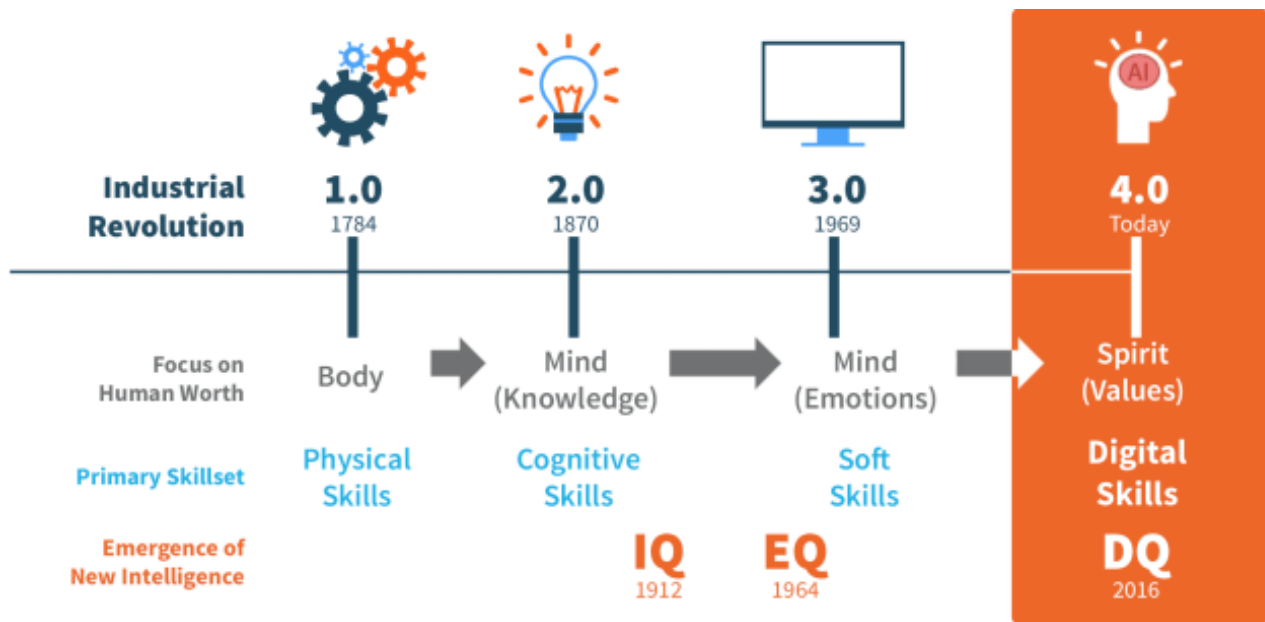 AI
Industrial
Revolution
1.0
1784
2.0
1870
3.0
1969
4.0
Today
Focus on
Human Worth
Body
Mind
(Knowledge)
Mind
(Emotions)
Spirit
(Values)
Primary Skillset
Physical
Skills
Cognitive
Skills
Soft
Skills
Digital
Skills
Emergence of
New Intelligence
IQ
1912
EQ
1964
DQ
2016